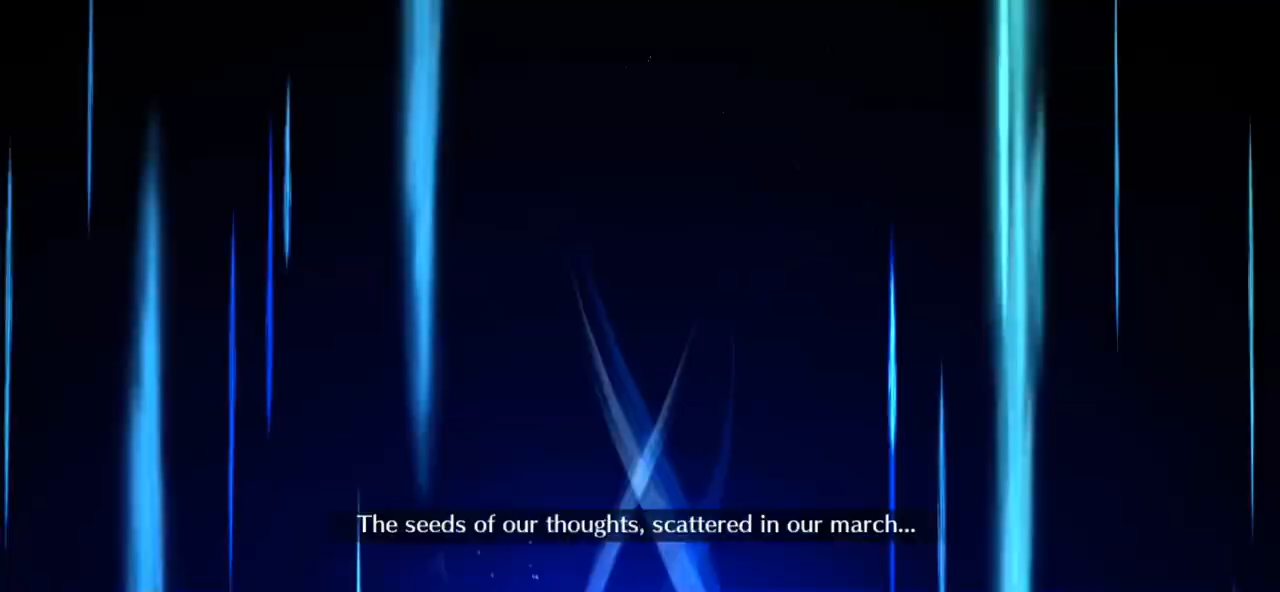 The seeds of our thoughts, scattered in our march...